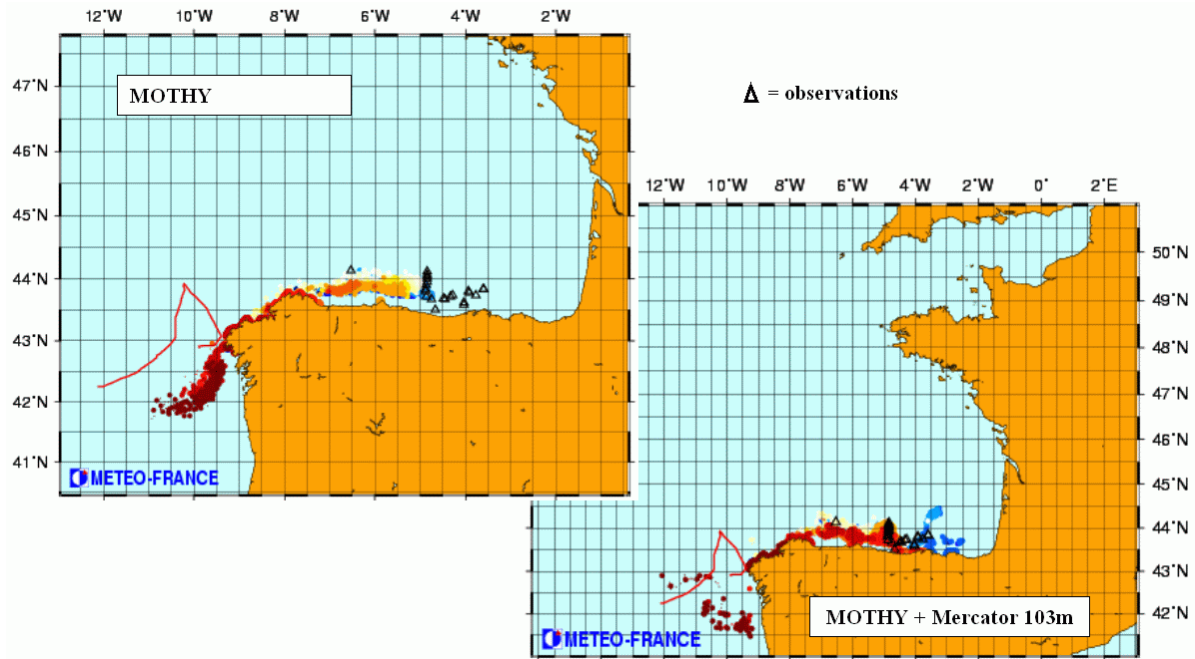 12°W 10°W 8°W 6°W 4°W 2°W
47°N
46°N
45°N
44°N
43°N
42°N
41°N
MOTHY
METEO-FRANCE
Δ = observations
12°W 10°W 8°W 6°W 4°W 2°W 0° 2°E
50°N
49°N
48°N
47°N
46°N
45°N
44°N
43°N
42°N
MOTHY + Mercator 103m
METEO-FRANCE